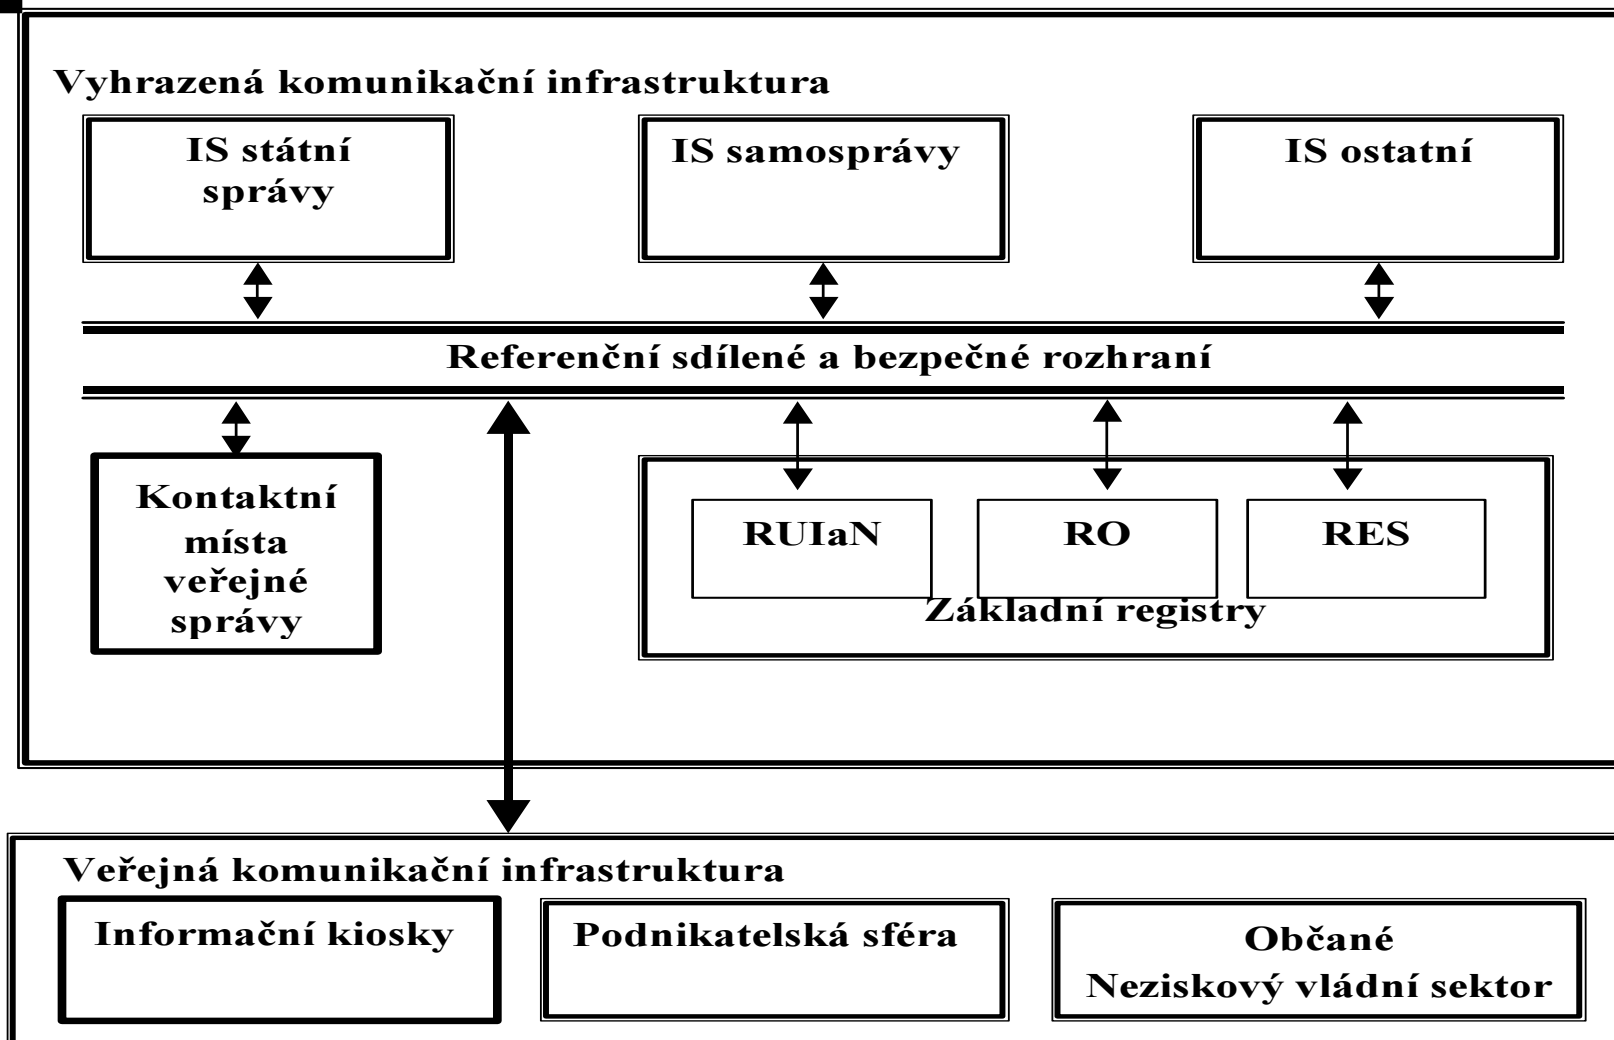 Vyhrazená komunikační infrastruktura
IS státní
správy
IS samosprávy
IS ostatní
Referenční sdílené a bezpečné rozhraní
Kontaktní
místa
veřejné
správy
RUIaN
RO
RES
Základní registry
Veřejná komunikační infrastruktura
Informační kiosky
Podnikatelská sféra
Občané
Neziskový vládní sektor